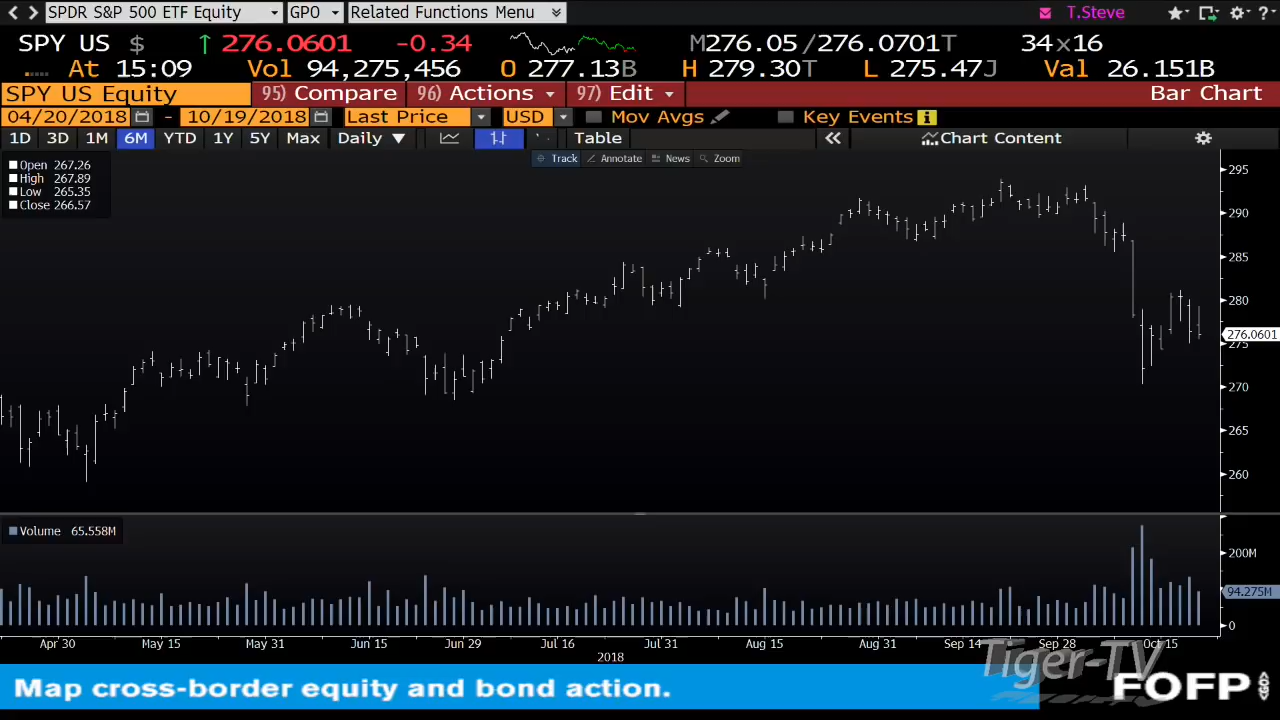 SPDR S&P 500 ETF Equity GPO Related Functions Menu T.Steve ?
SPY US $ ↑ 276.0601 -0.34 M276.05/276.0701T 34x16
At 15:09 Vol 94,275,456 O 277.13B H 279.30T L 275.47J Val 26.151B
SPY US Equity 95) Compare 96) Actions 97) Edit Bar Chart
04/20/2018 - 10/19/2018 Last Price USD Mov Avgs Key Events i
1D 3D 1M 6M YTD 1Y 5Y Max Daily ▼ Table « Chart Content
Track Annotate News Zoom
Open 267.26
High 267.89
Low 265.35
Close 266.57
295
290
285
280
276.0601
275
270
265
260
Volume 65.558M
200M
94.275M
0
Apr 30 May 15 May 31 Jun 15 Jun 29 Jul 16 Jul 31 Aug 15 Aug 31 Sep 14 Sep 28 Oct 15
2018
Tiger-TV
Map cross-border equity and bond action. FOFP <GO>